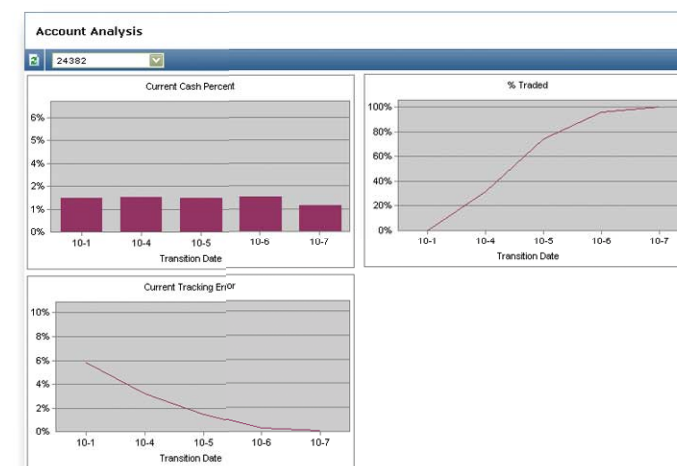 Account Analysis
24382
Current Cash Percent
6%
5%
4%
2%
1%
0%
10-1 10-4 10-5 10-6 10-7
Transition Date
% Traded
100%
80%
60%
40%
20%
0%
10-1 10-4 10-5 10-6 10-7
Transition Date
Current Tracking Error
10%
8%
6%
4%
2%
0%
10-1 10-4 10-5 10-6 10-7
Transition Date